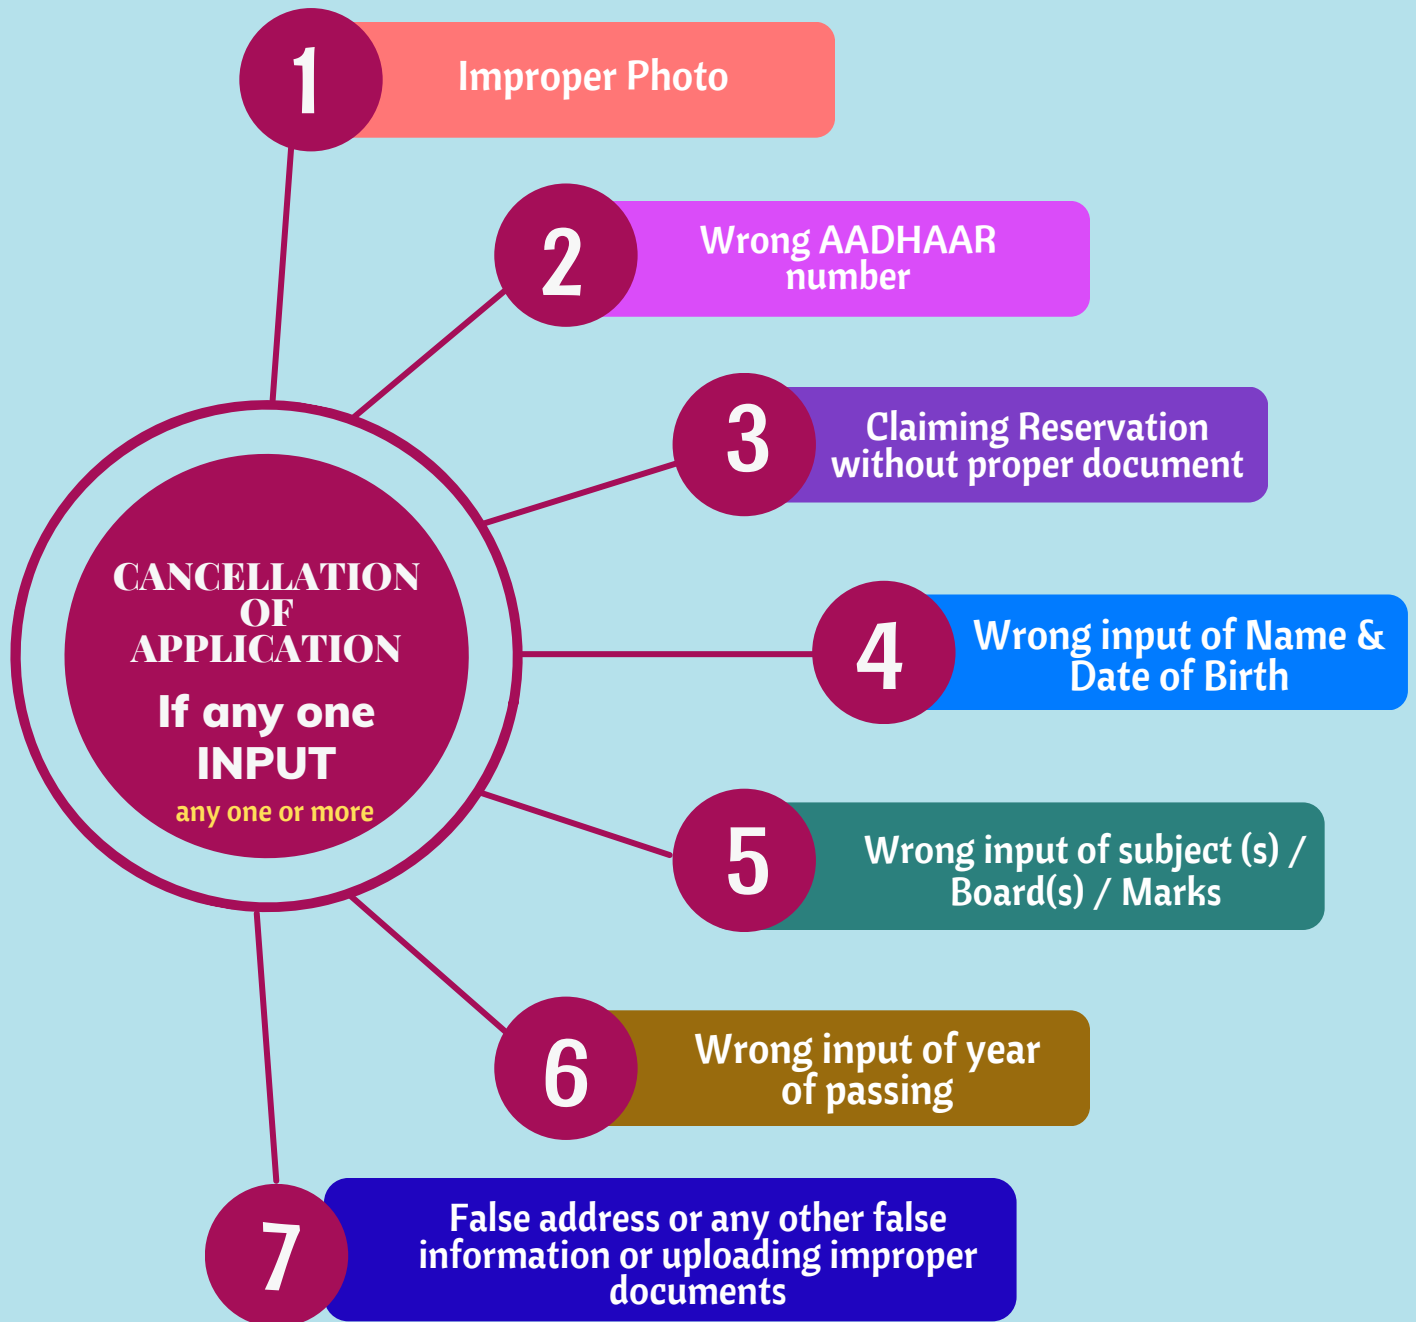 1
Improper Photo
2
Wrong AADHAAR
number
3
Claiming Reservation
without proper document
CANCELLATION
OF
APPLICATION
If any one
INPUT
any one or more
4
Wrong input of Name &
Date of Birth
5
Wrong input of subject (s) /
Board(s) / Marks
6
Wrong input of year
of passing
7
False address or any other false
information or uploading improper
documents